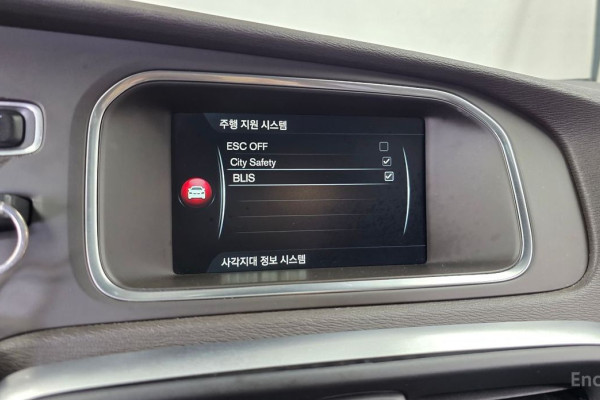 주행 지원 시스템
ESC OFF
City Safety
BLIS
사각지대 정보 시스템